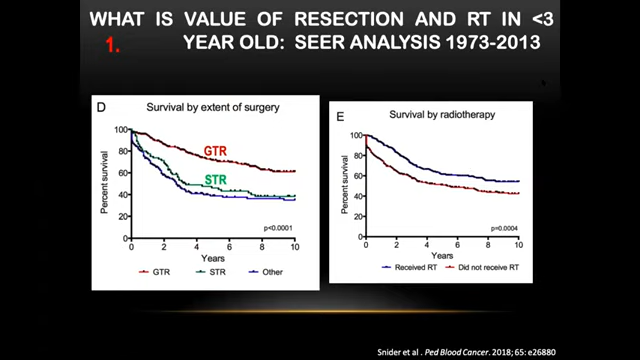 WHAT IS VALUE OF RESECTION AND RT IN <3
1. YEAR OLD: SEER ANALYSIS 1973-2013
D Survival by extent of surgery
Percent survival
100
80
60
40
20
0
GTR
STR
p<0.0001
0 2 4 6 8 10
Years
GTR STR Other
E Survival by radiotherapy
Percent survival
100
80
60
40
20
0
p=0.0004
0 2 4 6 8 10
Years
Received RT Did not receive RT
Snider et al . Ped Blood Cancer. 2018; 65: e26880